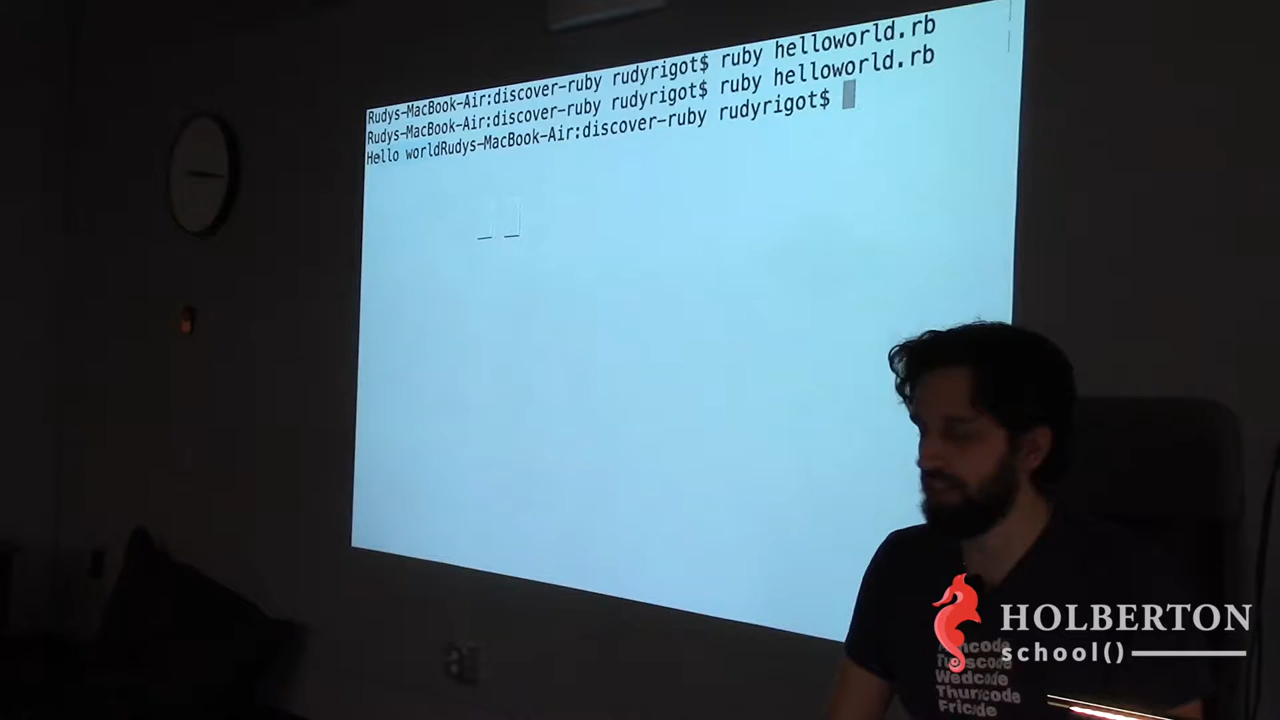 Rudys-MacBook-Air:discover-ruby rudyrigot$ ruby helloworld.rb
Rudys-MacBook-Air:discover-ruby rudyrigot$ ruby helloworld.rb
Hello worldRudys-MacBook-Air:discover-ruby rudyrigot$
HOLBERTON
school()
Wedcode
Thurscode
Fricode